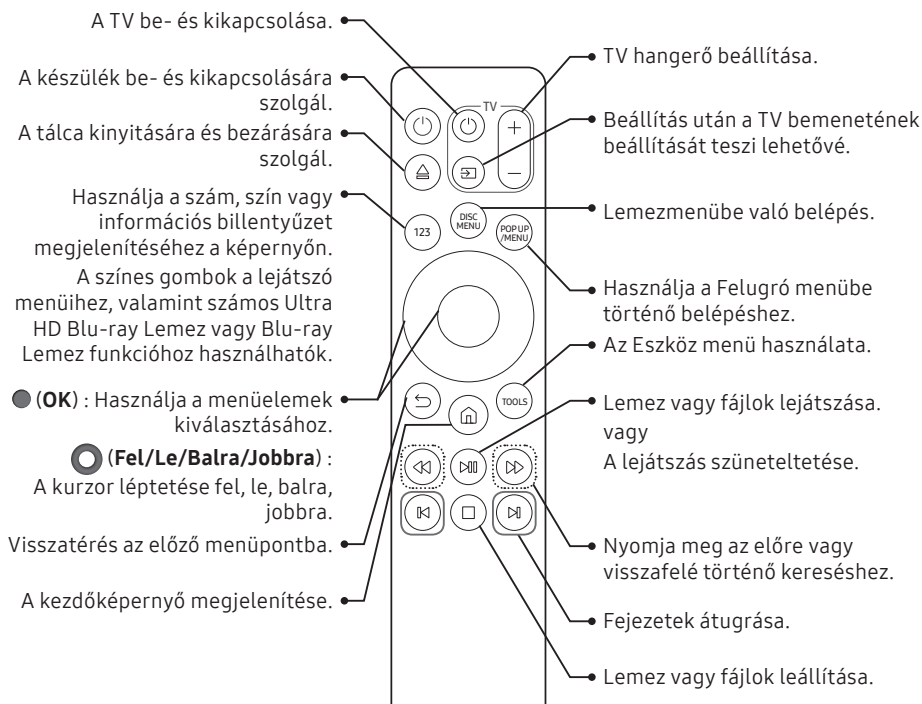 A TV be- és kikapcsolása.
A készülék be- és kikapcsolására
szolgál.
A tálca kinyitására és bezárására
szolgál.
Használja a szám, szín vagy
információs billentyűzet
megjelenítéséhez a képernyőn.
A színes gombok a lejátszó
menüihez, valamint számos Ultra
HD Blu-ray Lemez vagy Blu-ray
Lemez funkcióhoz használhatók.
(OK) : Használja a menüelemek
kiválasztásához.
(Fel/Le/Balra/Jobbra) :
A kurzor léptetése fel, le, balra,
jobbra.
Visszatérés az előző menüpontba.
A kezdőképernyő megjelenítése.
TV
+
−
123
DISC
MENU
POP UP
/MENU
TOOLS
TV hangerő beállítása.
Beállítás után a TV bemenetének
beállítását teszi lehetővé.
Lemezmenübe való belépés.
Használja a Felugró menübe
történő belépéshez.
Az Eszköz menü használata.
Lemez vagy fájlok lejátszása.
vagy
A lejátszás szüneteltetése.
Nyomja meg az előre vagy
visszafelé történő kereséshez.
Fejezetek átugrása.
Lemez vagy fájlok leállítása.